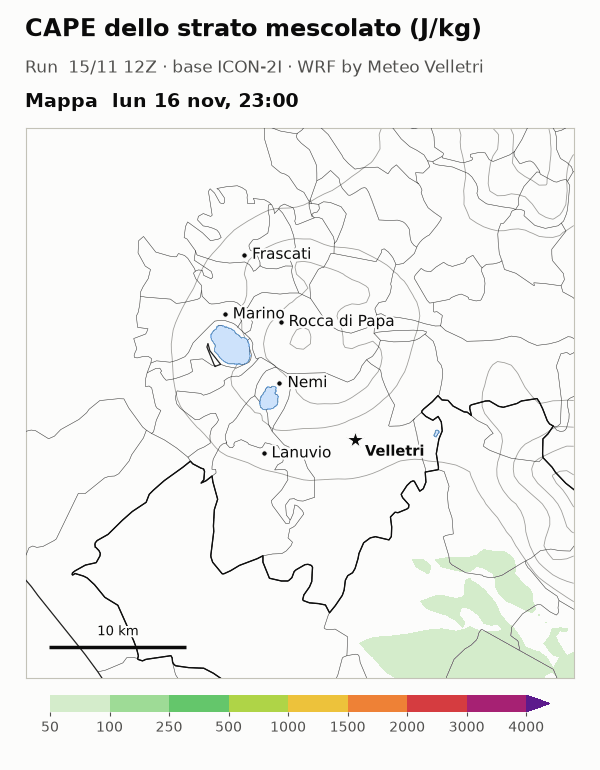 CAPE dello strato mescolato (J/kg)
Run  15/11 12Z · base ICON-2I · WRF by Meteo Velletri
Mappa  lun 16 nov, 23:00
Frascati
Marino
Rocca di Papa
Nemi
Velletri
Lanuvio
10 km
50 100 250 500 1000 1500 2000 3000 4000